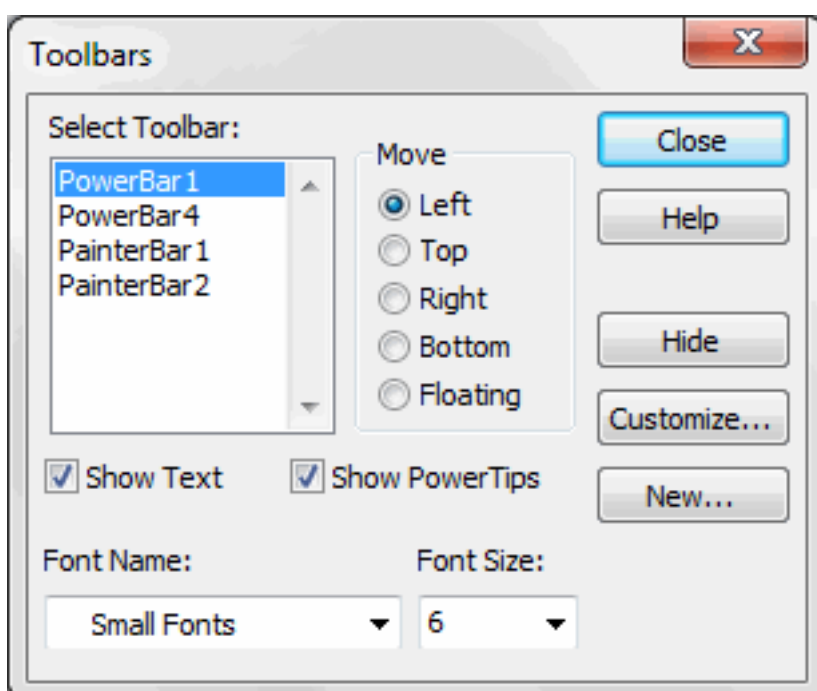 Toolbars
Select Toolbar:
PowerBar1
PowerBar4
PainterBar1
PainterBar2
Move
Left
Top
Right
Bottom
Floating
Close
Help
Hide
Customize...
New...
Show Text
Show PowerTips
Font Name:
Small Fonts
Font Size:
6